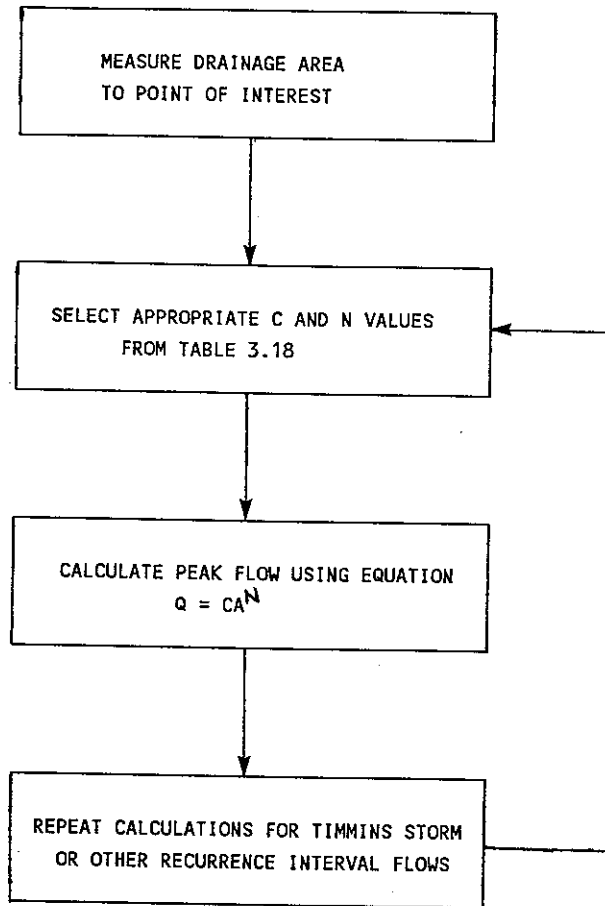 MEASURE DRAINAGE AREA
TO POINT OF INTEREST
SELECT APPROPRIATE C AND N VALUES
FROM TABLE 3.18
CALCULATE PEAK FLOW USING EQUATION
Q = CA^N
REPEAT CALCULATIONS FOR TIMMINS STORM
OR OTHER RECURRENCE INTERVAL FLOWS